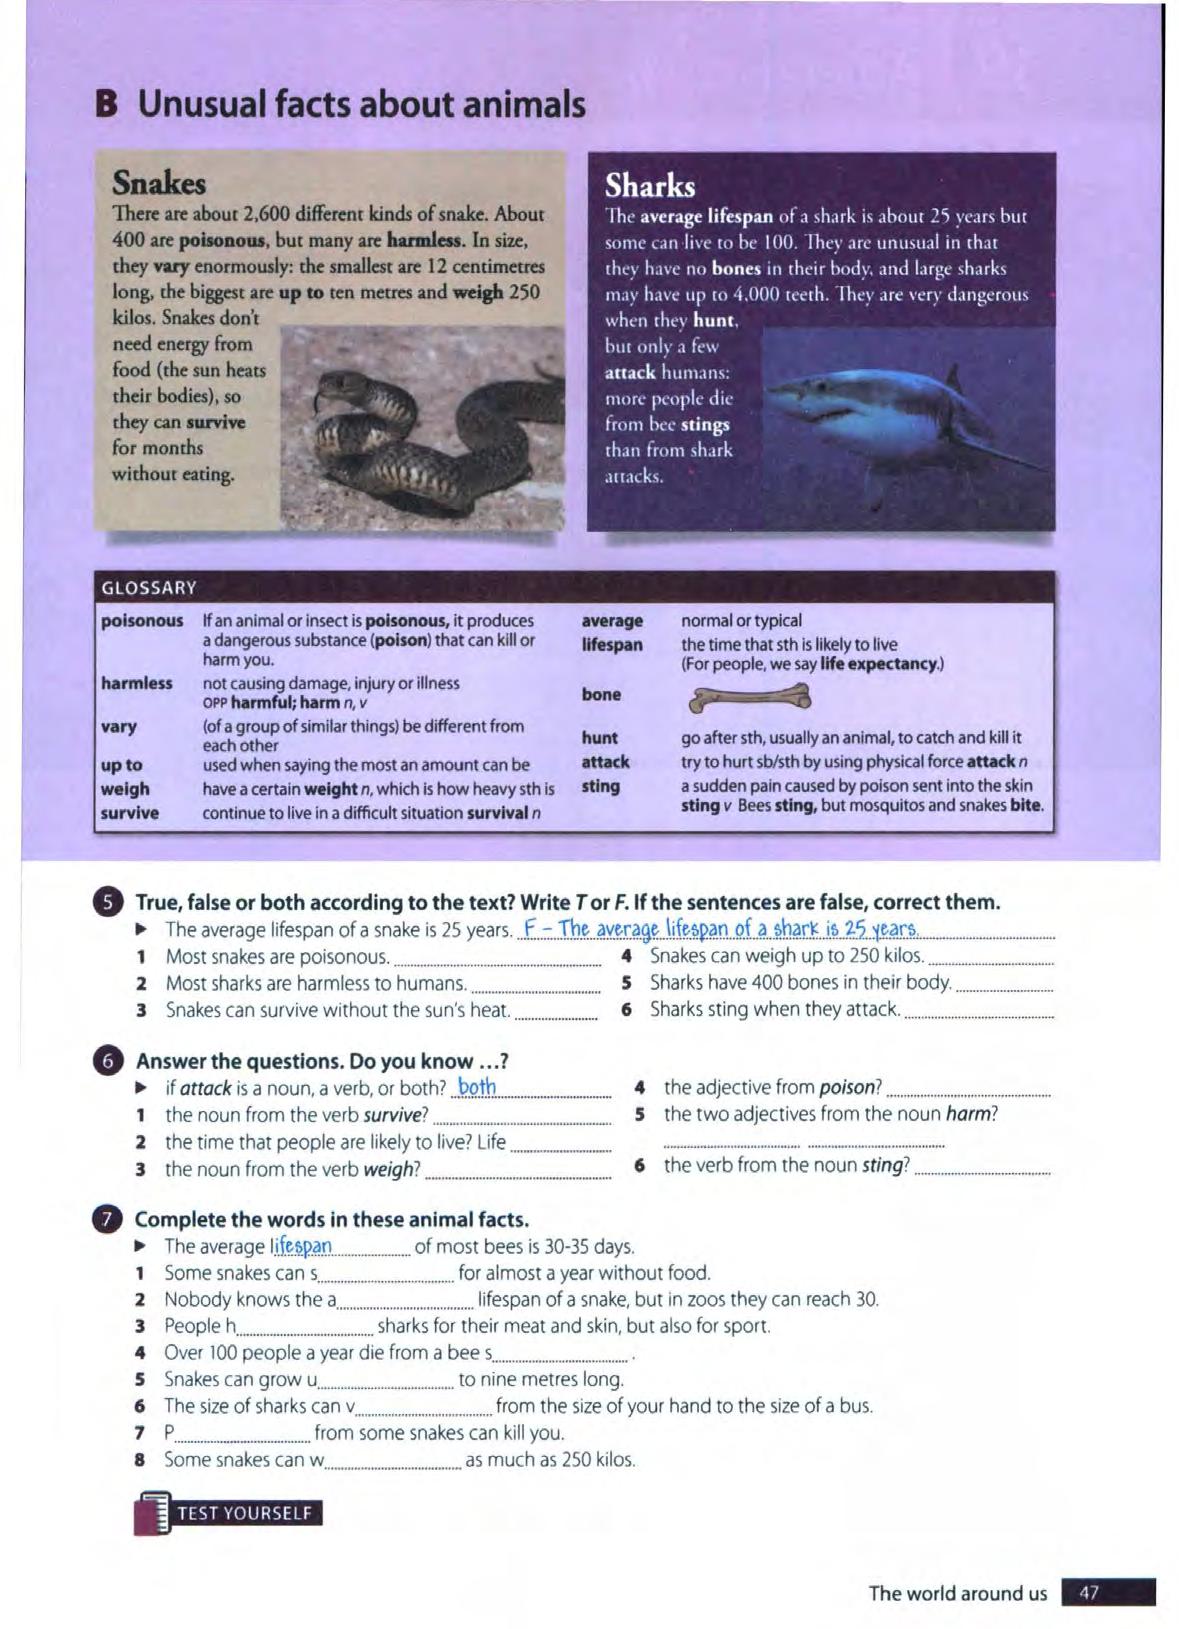 B Unusual facts about animals
Snakes
There are about 2,600 different kinds of snake. About
400 are poisonous, but many are harmless. In size,
they vary enormously: the smallest are 12 centimetres
long, the biggest are up to ten metres and weigh 250
kilos. Snakes don't
need energy from
food (the sun heats
their bodies), so
they can survive
for months
without eating.
Sharks
The average lifespan of a shark is about 25 years but
some can live to be 100. They are unusual in that
they have no bones in their body, and large sharks
may have up to 4,000 teeth. They are very dangerous
when they hunt,
but only a few
attack humans:
more people die
from bee stings
than from shark
attacks.
GLOSSARY
poisonous If an animal or insect is poisonous, it produces
a dangerous substance (poison) that can kill or
harm you.
harmless not causing damage, injury or illness
OPP harmful; harm n, v
vary (of a group of similar things) be different from
each other
up to used when saying the most an amount can be
weigh have a certain weight n, which is how heavy sth is
survive continue to live in a difficult situation survival n
average normal or typical
lifespan the time that sth is likely to live
(For people, we say life expectancy.)
bone
hunt go after sth, usually an animal, to catch and kill it
attack try to hurt sb/sth by using physical force attack n
sting a sudden pain caused by poison sent into the skin
sting v Bees sting, but mosquitos and snakes bite.
5 True, false or both according to the text? Write T or F. If the sentences are false, correct them.
► The average lifespan of a snake is 25 years. F - The average lifespan of a shark is 25 years.
1 Most snakes are poisonous.
2 Most sharks are harmless to humans.
3 Snakes can survive without the sun's heat.
4 Snakes can weigh up to 250 kilos.
5 Sharks have 400 bones in their body.
6 Sharks sting when they attack.
6 Answer the questions. Do you know ...?
► if attack is a noun, a verb, or both? both
1 the noun from the verb survive?
2 the time that people are likely to live? Life
3 the noun from the verb weigh?
4 the adjective from poison?
5 the two adjectives from the noun harm?
6 the verb from the noun sting?
7 Complete the words in these animal facts.
► The average lifespan of most bees is 30-35 days.
1 Some snakes can s for almost a year without food.
2 Nobody knows the a lifespan of a snake, but in zoos they can reach 30.
3 People h sharks for their meat and skin, but also for sport.
4 Over 100 people a year die from a bee s .
5 Snakes can grow u to nine metres long.
6 The size of sharks can v from the size of your hand to the size of a bus.
7 P from some snakes can kill you.
8 Some snakes can w as much as 250 kilos.
TEST YOURSELF
The world around us 47